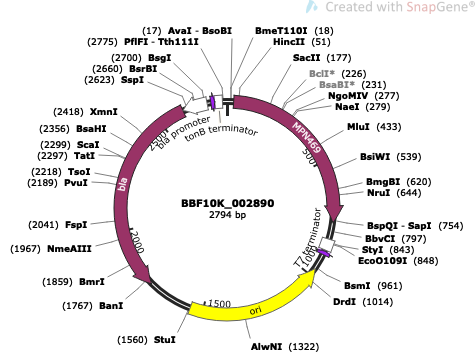 Created with SnapGene®
(17) AvaI - BsoBI
BmeT110I (18)
(2775) PflFI - Tth111I
HincII (51)
(2700) BsgI
SacII (177)
(2660) BsrBI
BclI* (226)
(2623) SspI
BsaBI* (231)
NgoMIV (277)
NaeI (279)
(2418) XmnI
MluI (433)
(2356) BsaHI
(2299) ScaI
(2297) TatI
BsiWI (539)
(2218) TsoI
(2189) PvuI
BmgBI (620)
NruI (644)
(2041) FspI
BspQI - SapI (754)
BbvCI (797)
(1967) NmeAIII
StyI (843)
EcoO109I (848)
(1859) BmrI
BsmI (961)
(1767) BanI
DrdI (1014)
(1560) StuI
AlwNI (1322)
bla promoter
tonB terminator
MPN469
bla
T7 terminator
ori
500
1000
1500
2000
2500
BBF10K_002890
2794 bp